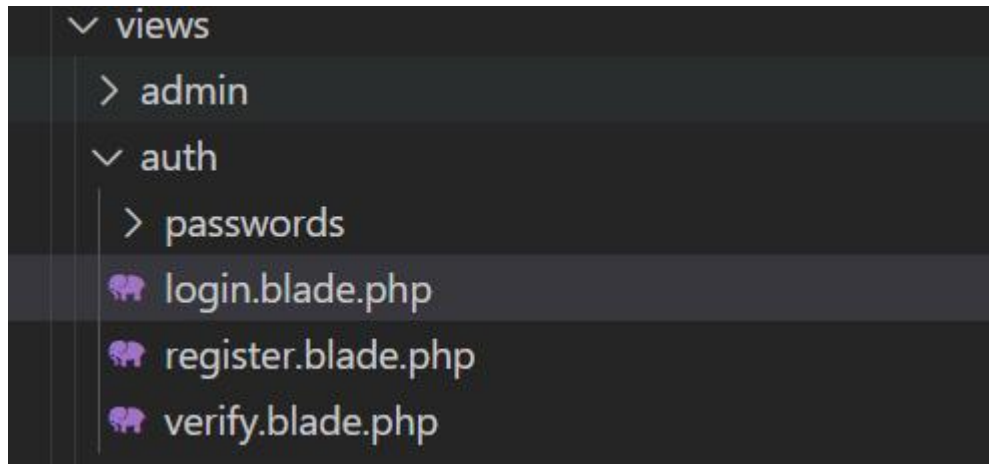 views
admin
auth
passwords
login.blade.php
register.blade.php
verify.blade.php